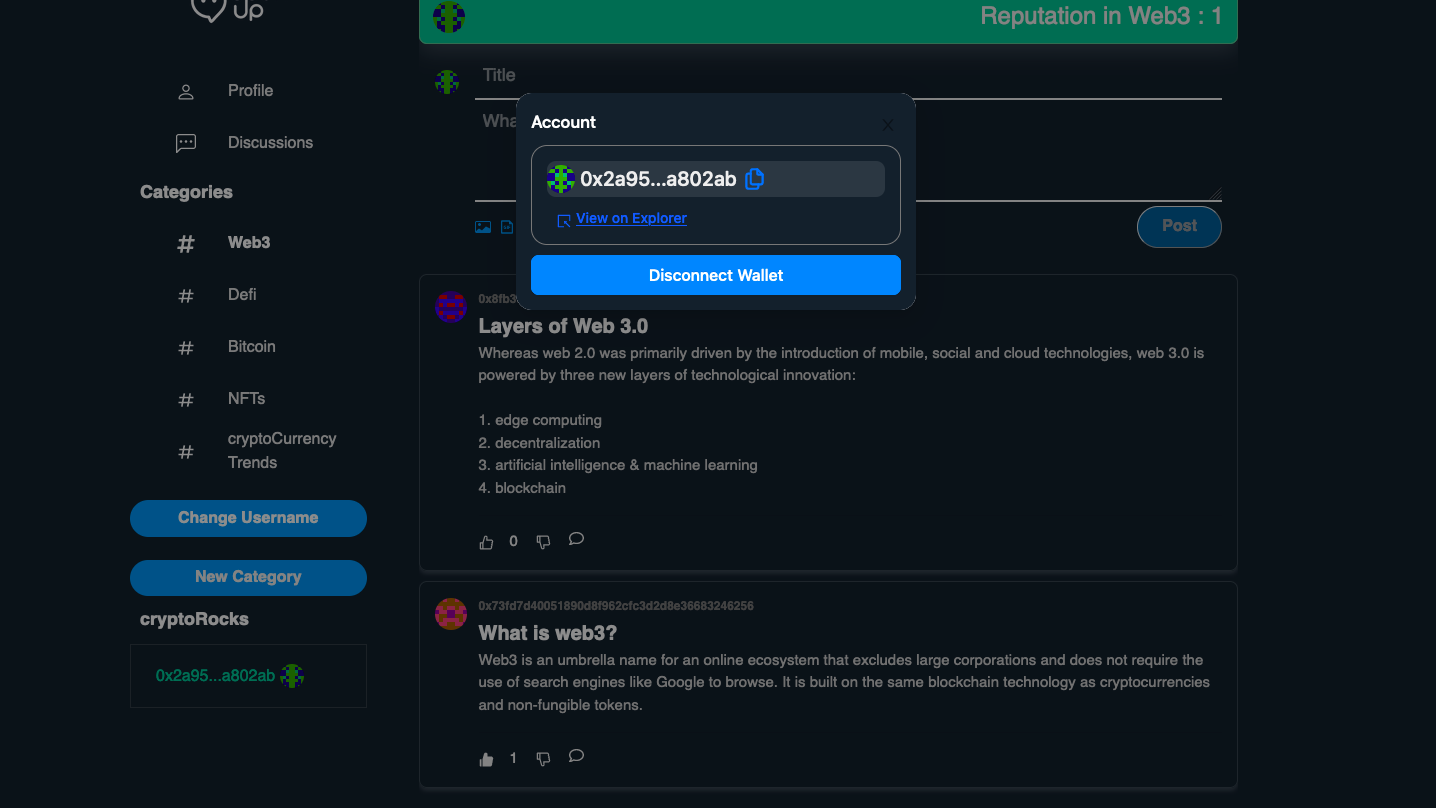 Up
Reputation in Web3 : 1
Profile
Discussions
Categories
Web3
Defi
Bitcoin
NFTs
cryptoCurrency
Trends
Change Username
New Category
cryptoRocks
0x2a95...a802ab
Title
Account
0x2a95...a802ab
View on Explorer
Disconnect Wallet
Post
Layers of Web 3.0
Whereas web 2.0 was primarily driven by the introduction of mobile, social and cloud technologies, web 3.0 is
powered by three new layers of technological innovation:
1. edge computing
2. decentralization
3. artificial intelligence & machine learning
4. blockchain
0
0x73fd7d40051890d8f962cfc3d2d8e36683246256
What is web3?
Web3 is an umbrella name for an online ecosystem that excludes large corporations and does not require the
use of search engines like Google to browse. It is built on the same blockchain technology as cryptocurrencies
and non-fungible tokens.
1